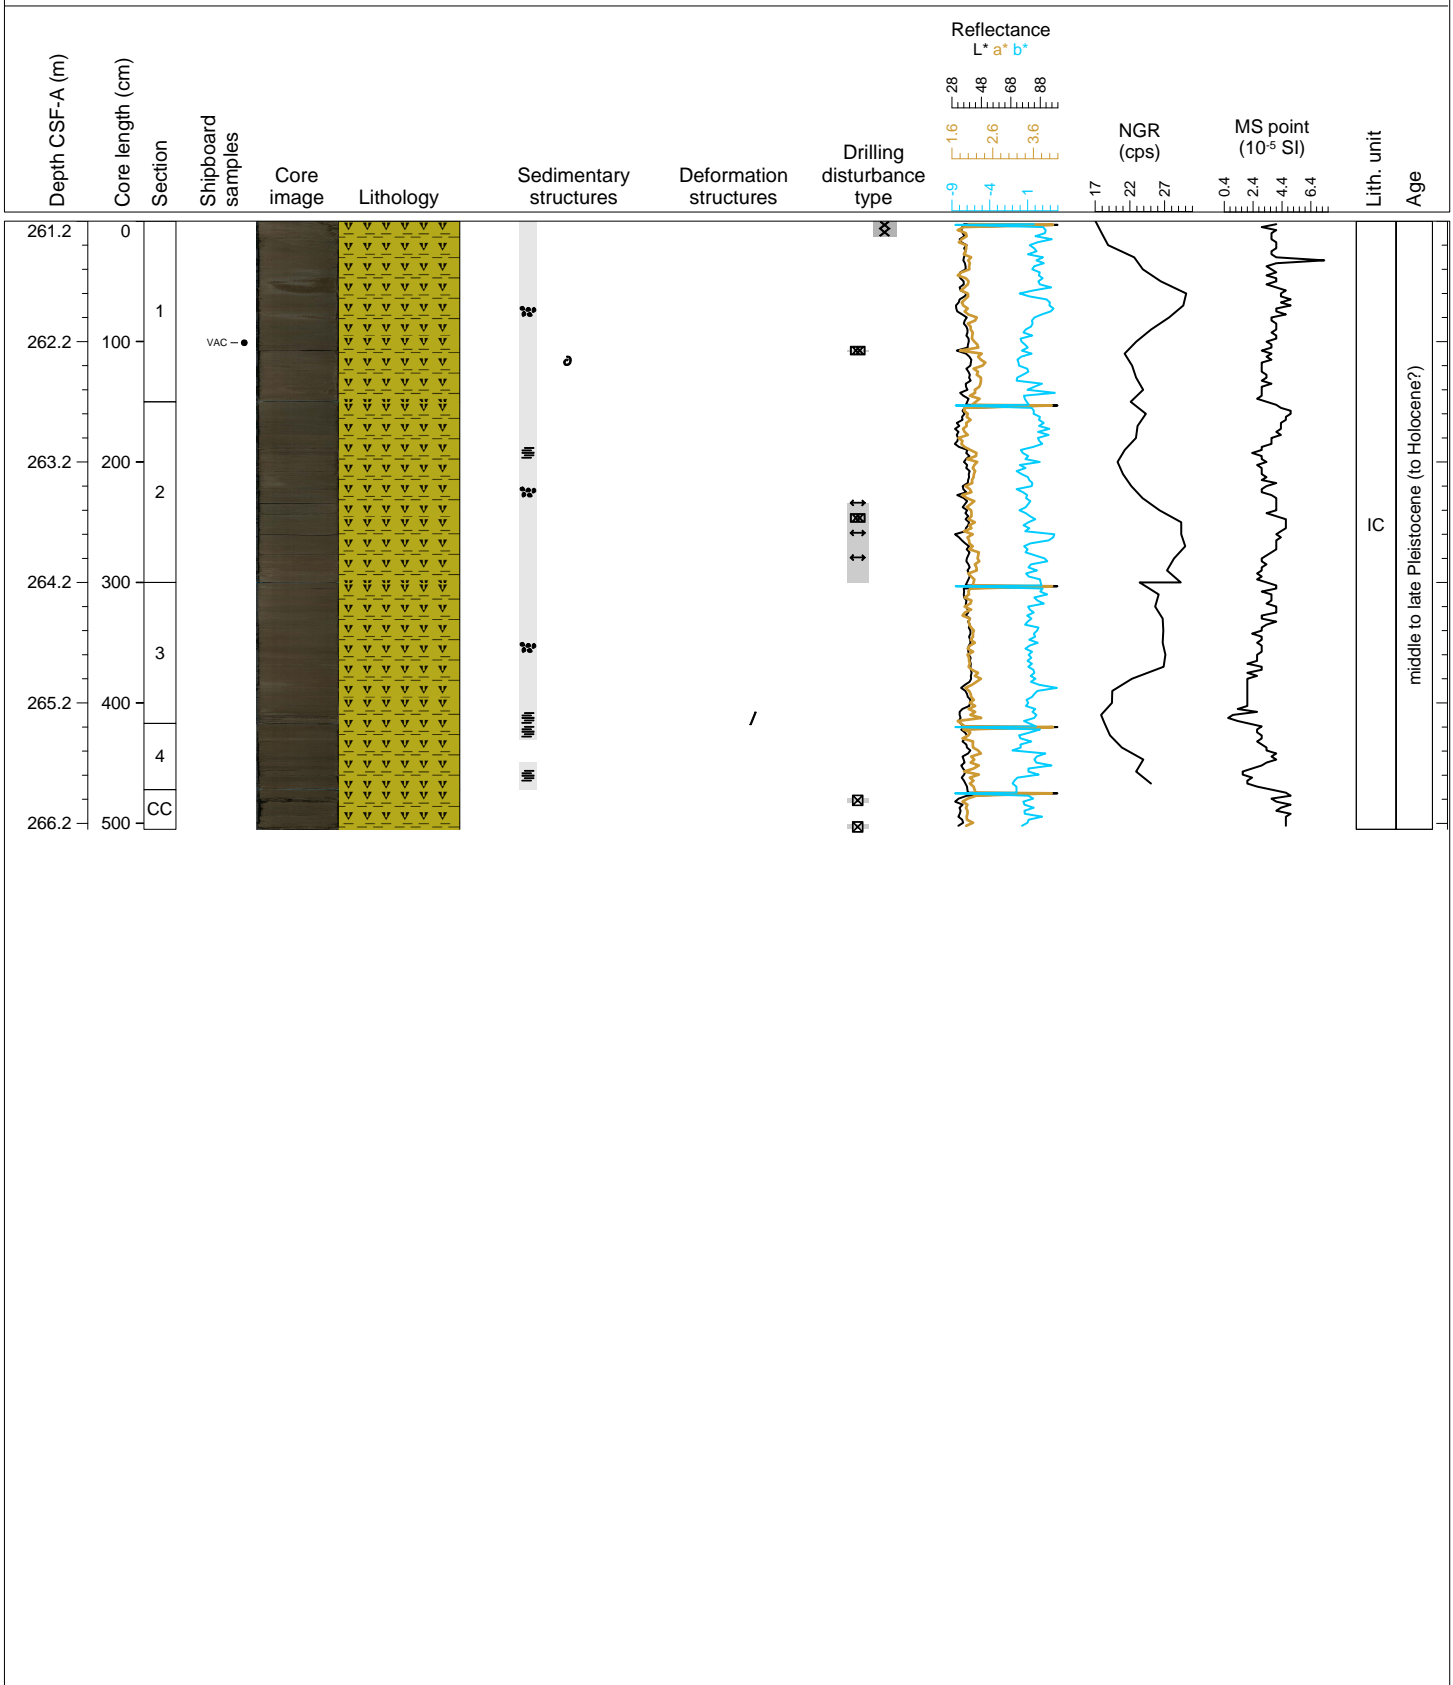 Reflectance
L* a* b*
28 48 68 88
1.6 2.6 3.6
-9 -4 1
Depth CSF-A (m)
Core length (cm)
Section
Shipboard
samples
Core
image
Lithology
Sedimentary
structures
Deformation
structures
Drilling
disturbance
type
NGR
(cps)
17 22 27
MS point
(10-5 SI)
0.4 2.4 4.4 6.4
Lith. unit
Age
261.2 0
1
262.2 100
VAC
263.2 200
2
IC
middle to late Pleistocene (to Holocene?)
264.2 300
3
265.2 400
4
CC
266.2 500